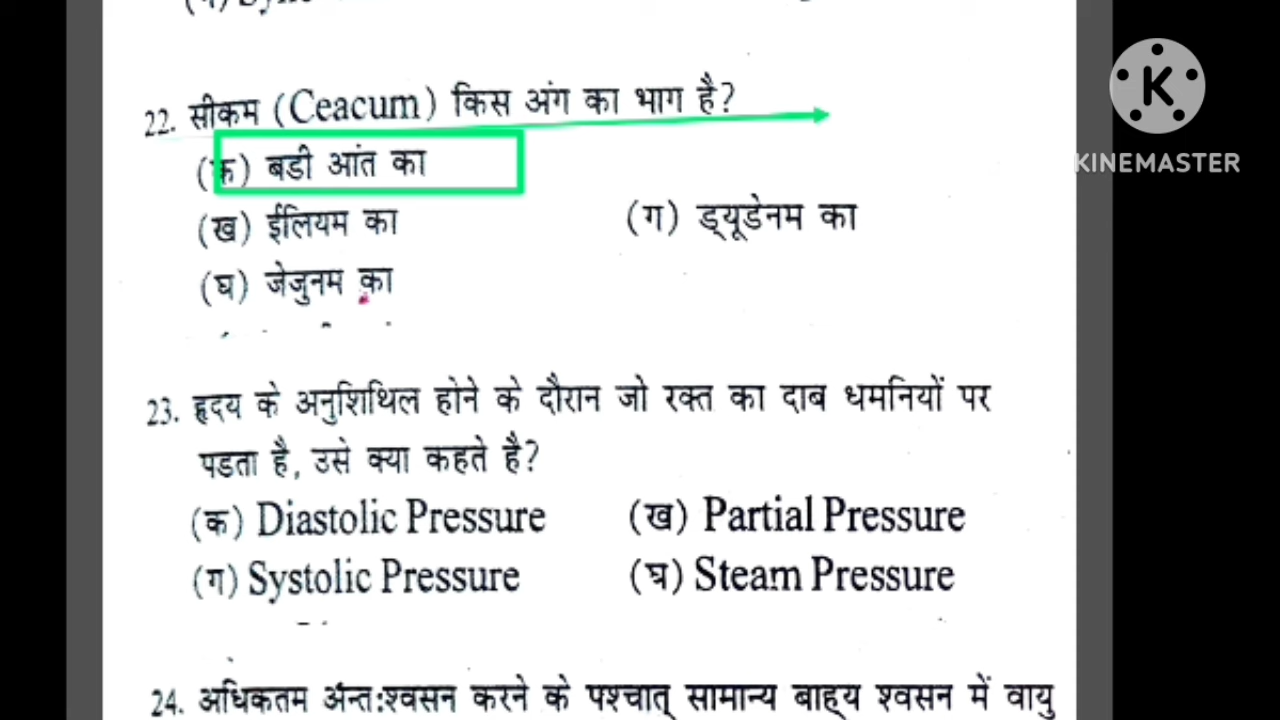 22. सीकम (Ceacum) किस अंग का भाग है?
(क) बडी आंत का
(ख) ईलियम का (ग) ड्यूडेनम का
(घ) जेजुनम का
23. हृदय के अनुशिथिल होने के दौरान जो रक्त का दाब धमनियों पर
पडता है, उसे क्या कहते है?
(क) Diastolic Pressure (ख) Partial Pressure
(ग) Systolic Pressure (घ) Steam Pressure
24. अधिकतम अन्त:श्वसन करने के पश्चात् सामान्य बाह्य श्वसन में वायु
K
KINEMASTER